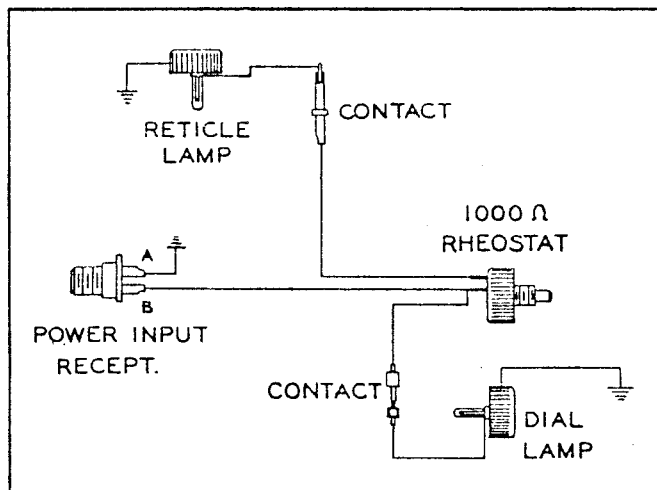 RETICLE
LAMP
CONTACT
1000 Ω
RHEOSTAT
A
B
POWER INPUT
RECEPT.
CONTACT
DIAL
LAMP